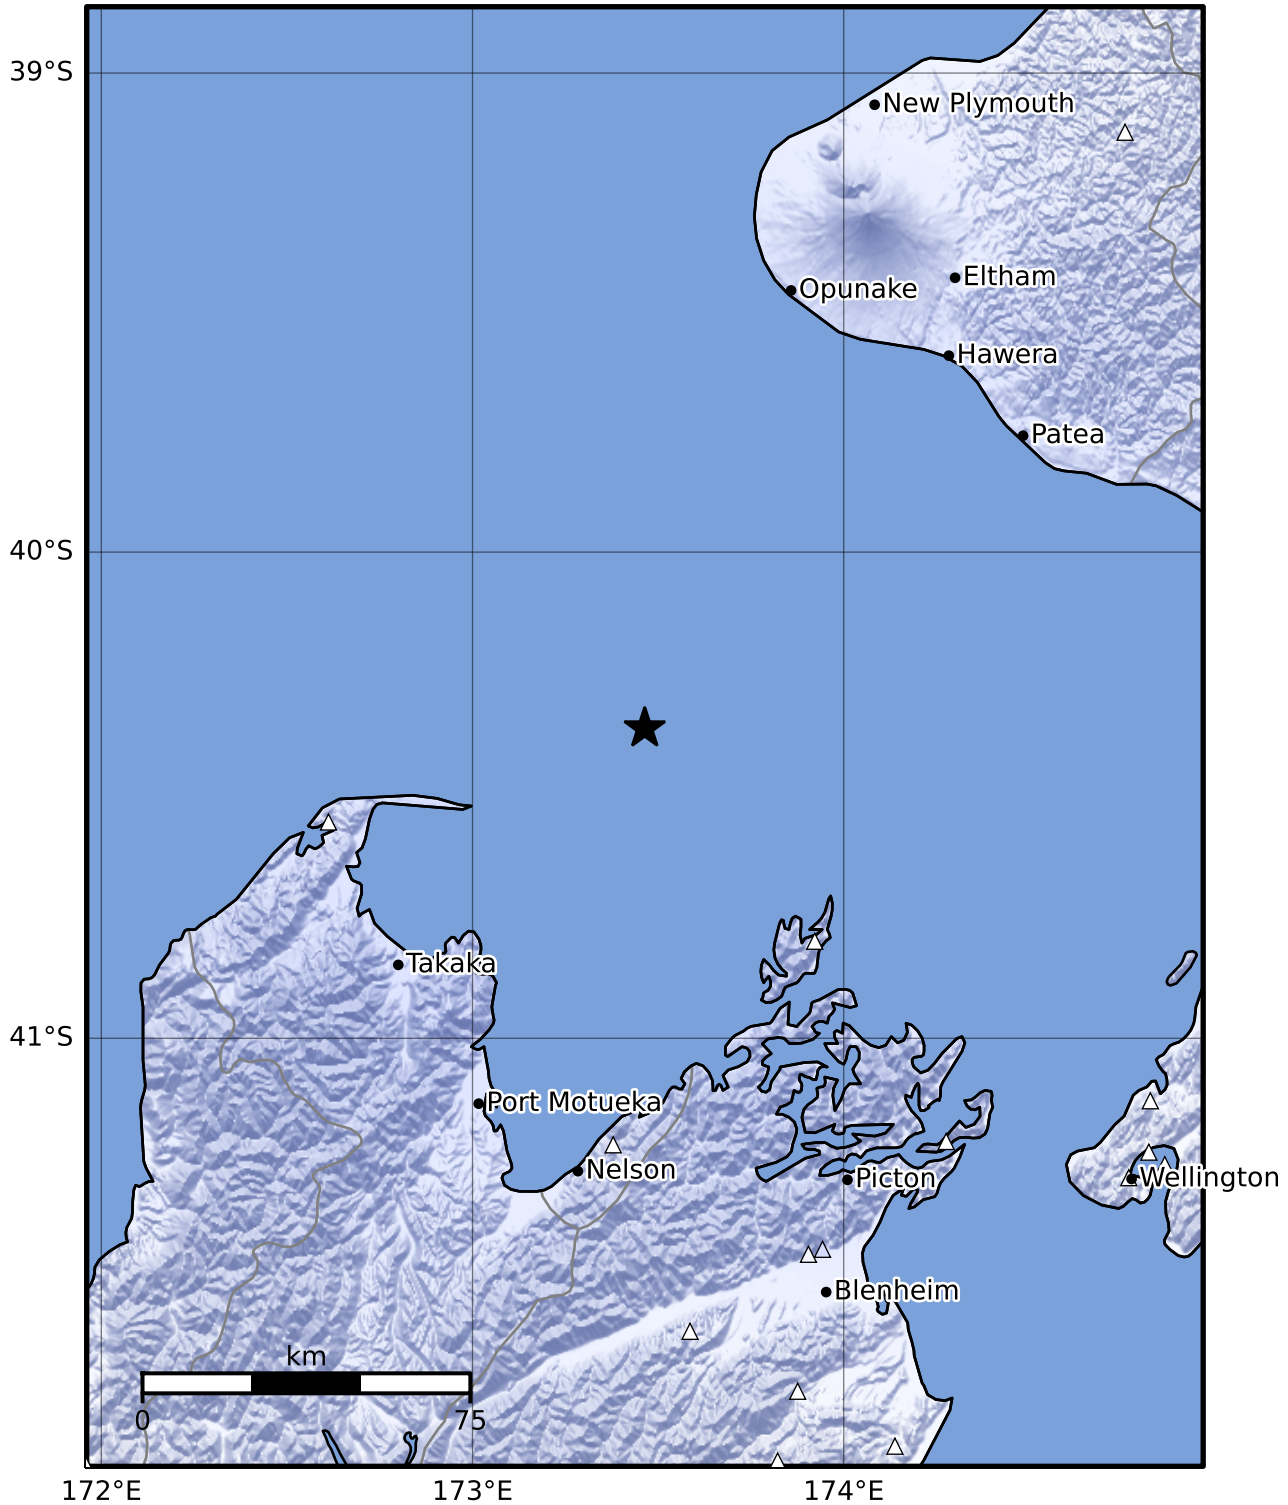 39°S
New Plymouth
Eltham
Opunake
Hawera
Patea
40°S
Takaka
41°S
Port Motueka
Nelson
Picton
Wellington
Blenheim
km
0
75
172°E
173°E
174°E